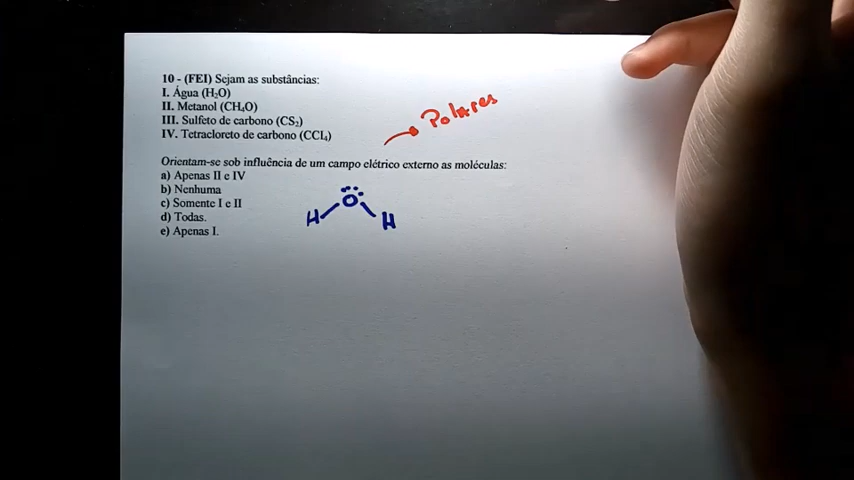 10 - (FEI) Sejam as substâncias:
I. Água (H₂O)
II. Metanol (CH₄O)
III. Sulfeto de carbono (CS₂)
IV. Tetracloreto de carbono (CCl₄)
Polares
Orientam-se sob influência de um campo elétrico externo as moléculas:
a) Apenas II e IV
b) Nenhuma
c) Somente I e II
d) Todas.
e) Apenas I.
O
H H